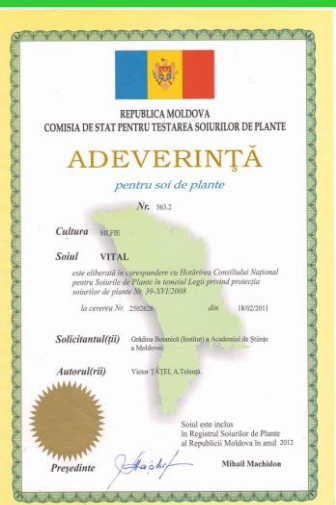 REPUBLICA MOLDOVA
COMISIA DE STAT PENTRU TESTAREA SOIURILOR DE PLANTE
ADEVERINȚĂ
pentru soi de plante
Nr. 563.2
Cultura SILFIE
Soiul VITAL
este eliberată în corespundere cu Hotărîrea Consiliului Național
pentru Soiurile de Plante în temeiul Legii privind protecția
soiurilor de plante Nr. 39-XVI/2008
la cererea Nr: 2502626 din 18/02/2011
Solicitantul(ții) Grădina Botanică (Institut) a Academiei de Științe
a Moldovei
Autorul(rii) Victor ȚÎȚEI, A.Teleuță
Soiul este inclus
în Registrul Soiurilor de Plante
al Republicii Moldova în anul 2012
Președinte Mihail Machidon